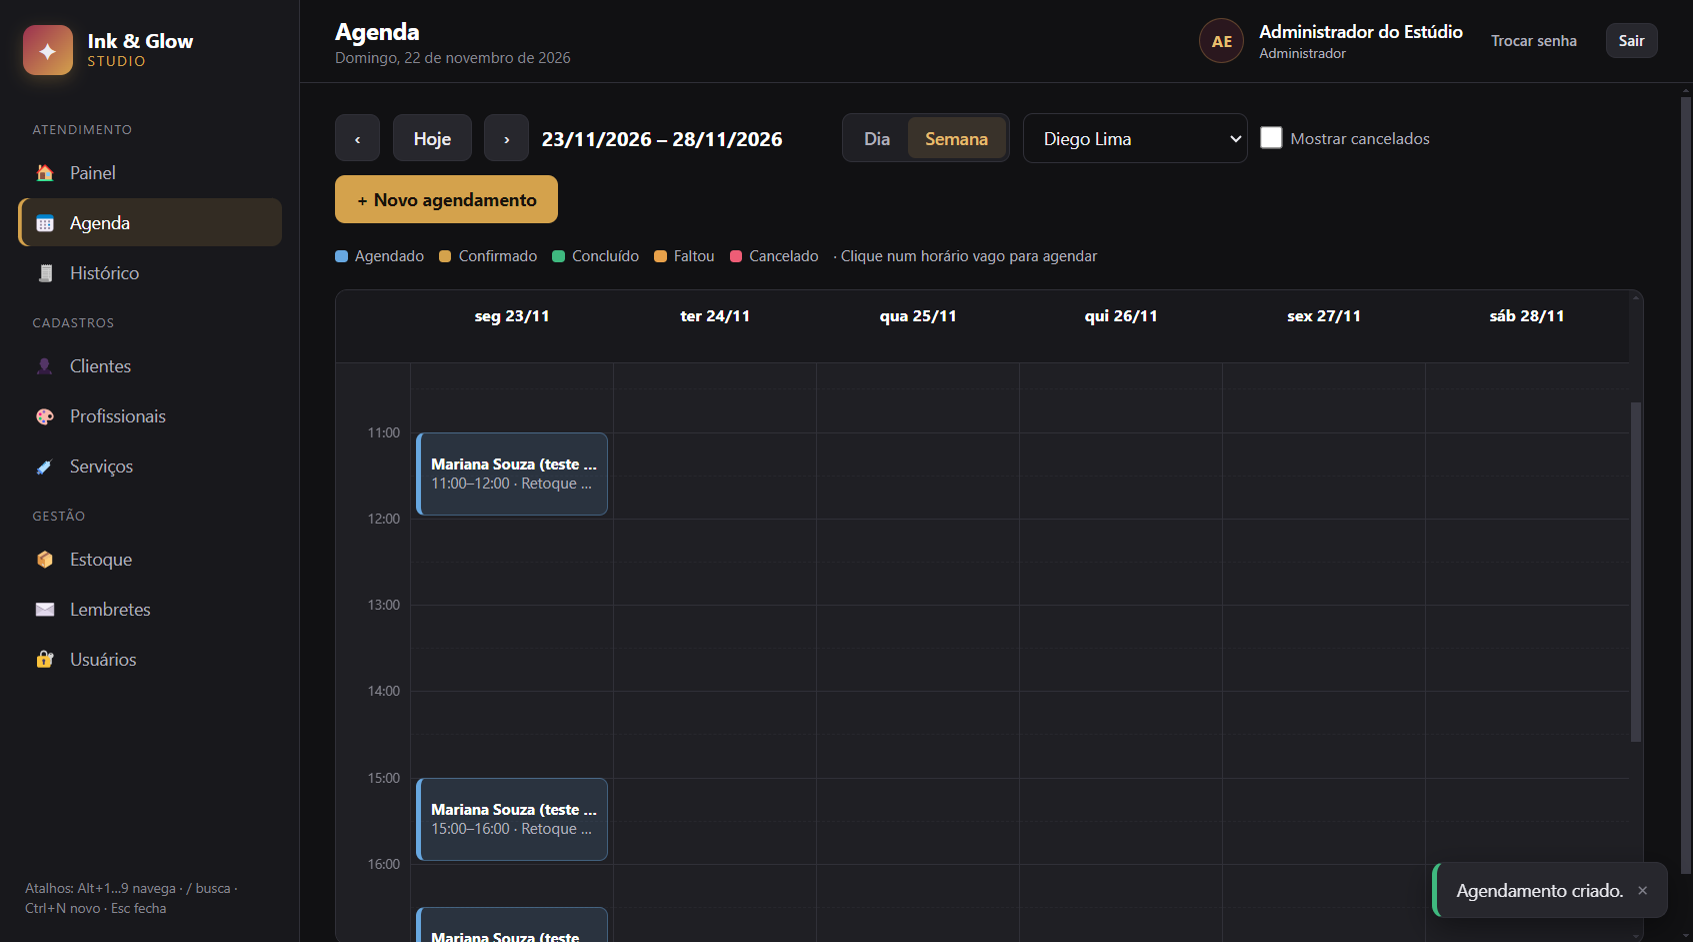 Ink & Glow
STUDIO
ATENDIMENTO
Painel
Agenda
Histórico
CADASTROS
Clientes
Profissionais
Serviços
GESTÃO
Estoque
Lembretes
Usuários
Atalhos: Alt+1…9 navega · / busca ·
Ctrl+N novo · Esc fecha
Agenda
Domingo, 22 de novembro de 2026
AE
Administrador do Estúdio
Administrador
Trocar senha
Sair
‹
Hoje
›
23/11/2026 – 28/11/2026
Dia
Semana
Diego Lima
Mostrar cancelados
+ Novo agendamento
Agendado
Confirmado
Concluído
Faltou
Cancelado
· Clique num horário vago para agendar
seg 23/11
ter 24/11
qua 25/11
qui 26/11
sex 27/11
sáb 28/11
11:00
Mariana Souza (teste ...
11:00–12:00 · Retoque ...
12:00
13:00
14:00
15:00
Mariana Souza (teste ...
15:00–16:00 · Retoque ...
16:00
Mariana Souza (teste
Agendamento criado. ×